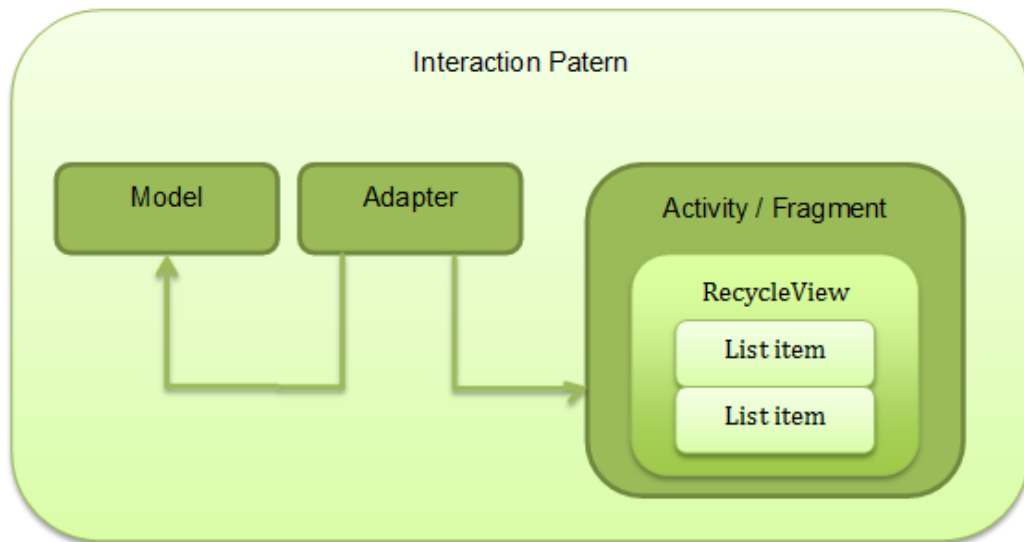 Interaction Patern
Model
Adapter
Activity / Fragment
RecycleView
List item
List item